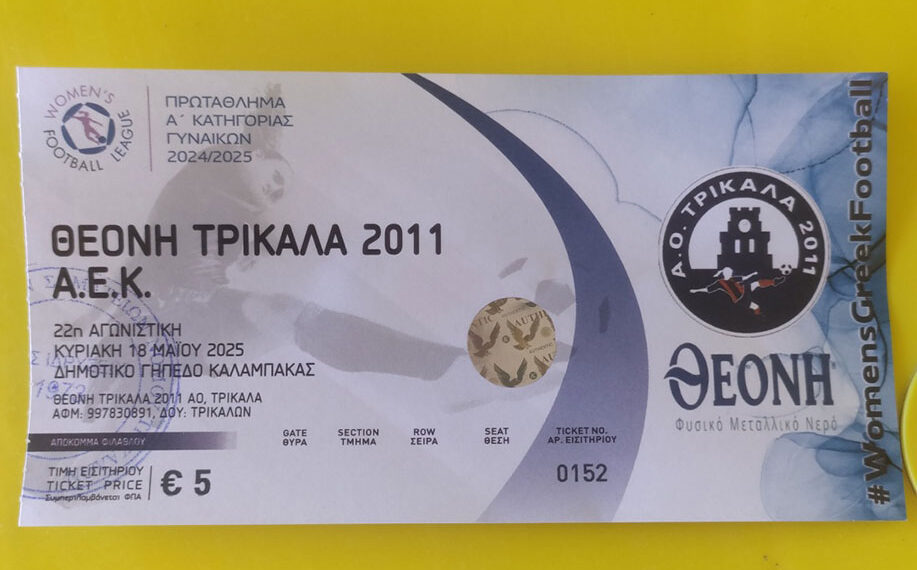 WOMEN'S FOOTBALL LEAGUE
ΠΡΩΤΑΘΛΗΜΑ
Α΄ ΚΑΤΗΓΟΡΙΑΣ
ΓΥΝΑΙΚΩΝ
2024/2025
ΘΕΟΝΗ ΤΡΙΚΑΛΑ 2011
Α.Ε.Κ.
22η ΑΓΩΝΙΣΤΙΚΗ
ΚΥΡΙΑΚΗ 18 ΜΑΪΟΥ 2025
ΔΗΜΟΤΙΚΟ ΓΗΠΕΔΟ ΚΑΛΑΜΠΑΚΑΣ
ΘΕΟΝΗ ΤΡΙΚΑΛΑ 2011 ΑΟ, ΤΡΙΚΑΛΑ
ΑΦΜ: 997830891, ΔΟΥ: ΤΡΙΚΑΛΩΝ
ΑΠΟΚΟΜΜΑ ΦΙΛΑΘΛΟΥ
GATE
ΘΥΡΑ
SECTION
ΤΜΗΜΑ
ROW
ΣΕΙΡΑ
SEAT
ΘΕΣΗ
TICKET NO.
ΑΡ. ΕΙΣΙΤΗΡΙΟΥ
0152
ΤΙΜΗ ΕΙΣΙΤΗΡΙΟΥ
TICKET PRICE
Συμπεριλαμβάνεται ΦΠΑ
€ 5
Α.Ο. ΤΡΙΚΑΛΑ 2011
ΘΕΟΝΗ
Φυσικό Μεταλλικό Νερό
#WomensGreekFootball